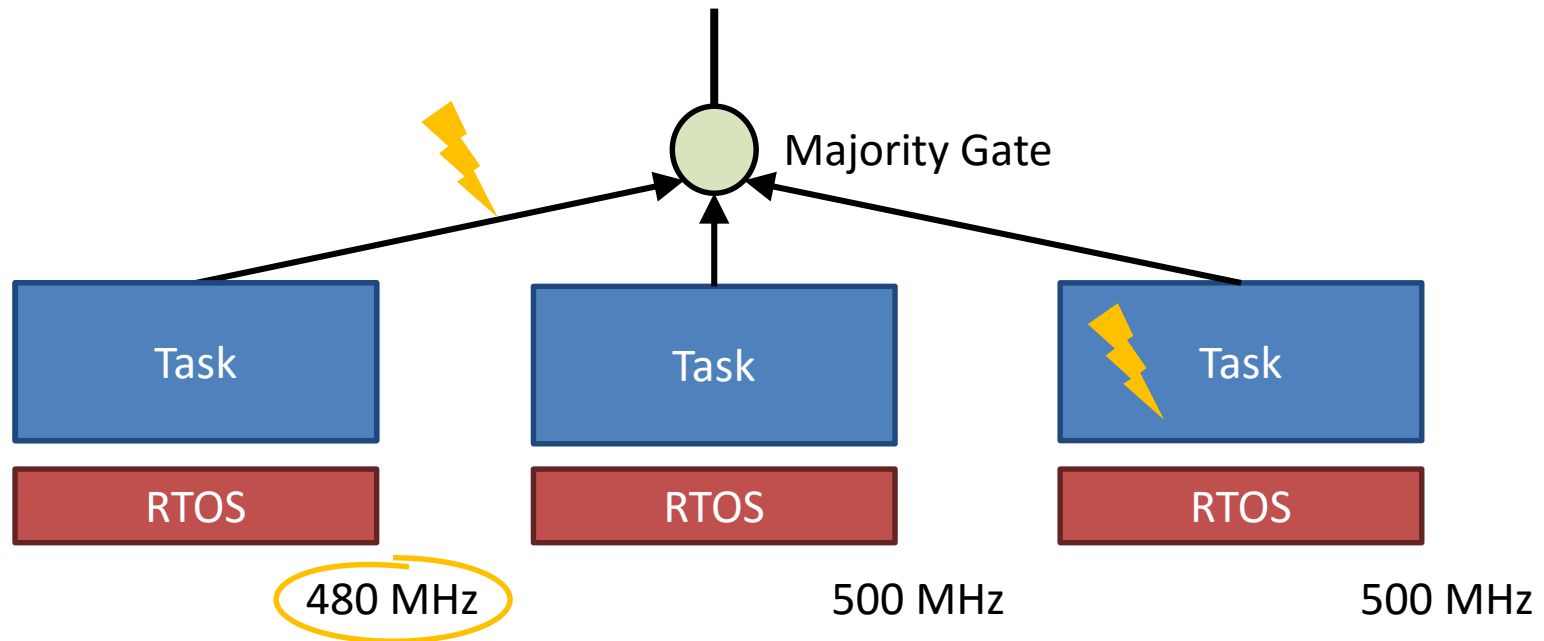 Majority Gate
Task
Task
Task
RTOS
RTOS
RTOS
480 MHz
500 MHz
500 MHz